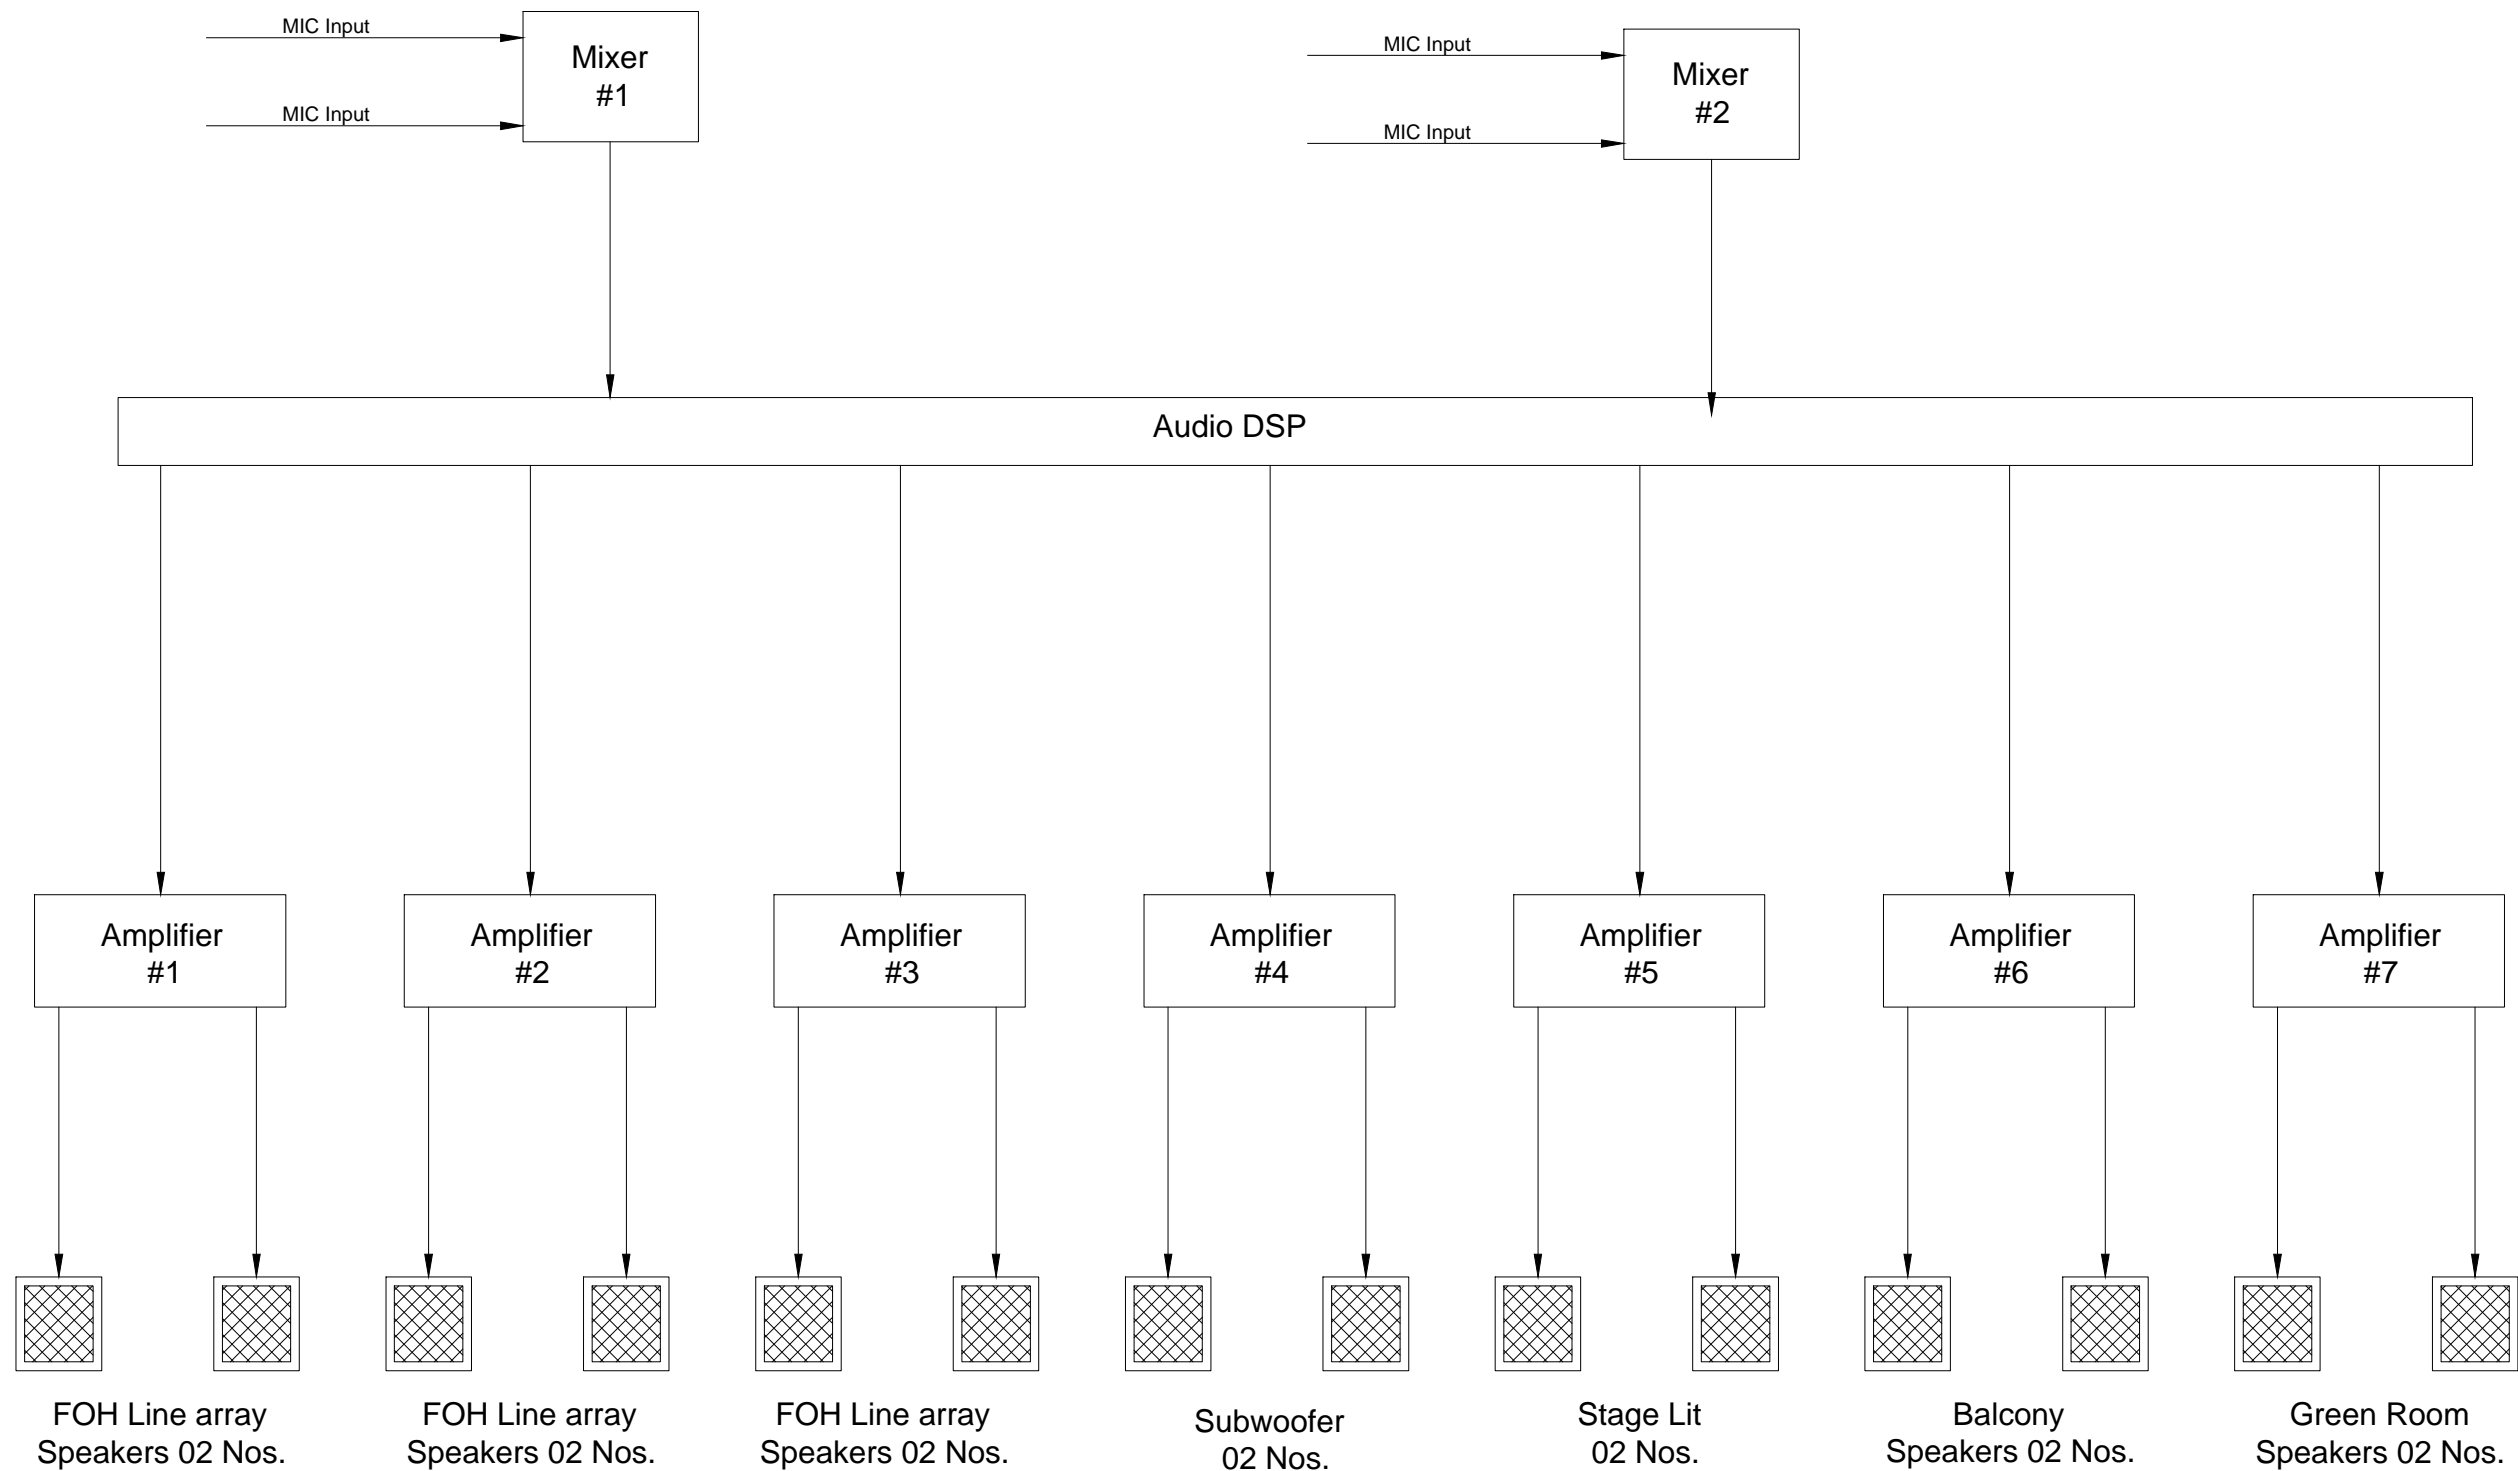 MIC Input
MIC Input
Mixer
#1
MIC Input
MIC Input
Mixer
#2
Audio DSP
Amplifier
#1
Amplifier
#2
Amplifier
#3
Amplifier
#4
Amplifier
#5
Amplifier
#6
Amplifier
#7
FOH Line array
Speakers 02 Nos.
FOH Line array
Speakers 02 Nos.
FOH Line array
Speakers 02 Nos.
Subwoofer
02 Nos.
Stage Lit
02 Nos.
Balcony
Speakers 02 Nos.
Green Room
Speakers 02 Nos.